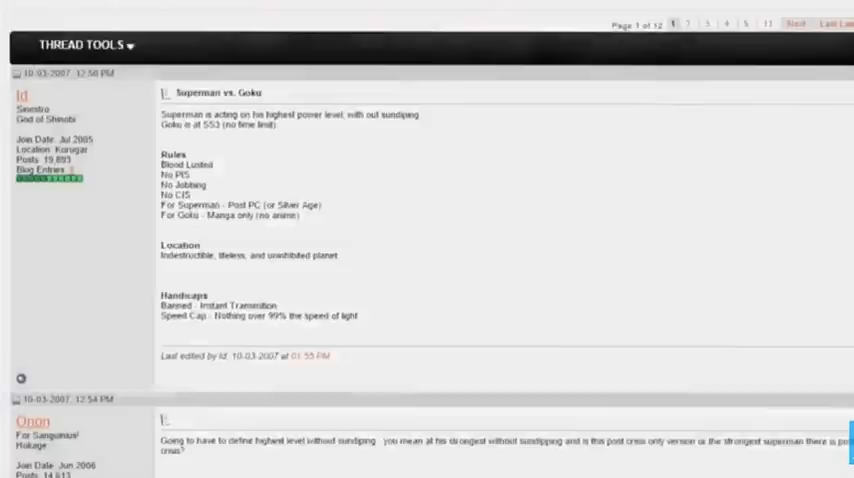 Page 1 of 12 1 2 3 4 5 11 Next Last
THREAD TOOLS
10-03-2007, 12:50 PM
Id
Sinestro
God of Shinobi
Join Date: Jul 2005
Location: Korugar
Posts: 19,893
Blog Entries:
Superman vs. Goku
Superman is acting on his highest power level, with out sundiping
Goku is at SS3 (no time limit)
Rules
Blood Lusted
No PIS
No Jobbing
No CIS
For Superman - Post PC (or Silver Age)
For Goku - Manga only (no anime)
Location
Indestructible, lifeless, and uninhibited planet
Handicaps
Banned - Instant Transmition
Speed Cap - Nothing over 99% the speed of light
Last edited by Id; 10-03-2007 at 01:55 PM
10-03-2007, 12:54 PM
Onon
For Sanguinius!
Hokage
Join Date: Jun 2006
Posts: 14,613
Going to have to define highest level without sundiping you mean at his strongest without sundipping and is this post crisis only version or the strongest superman there is
crisis?